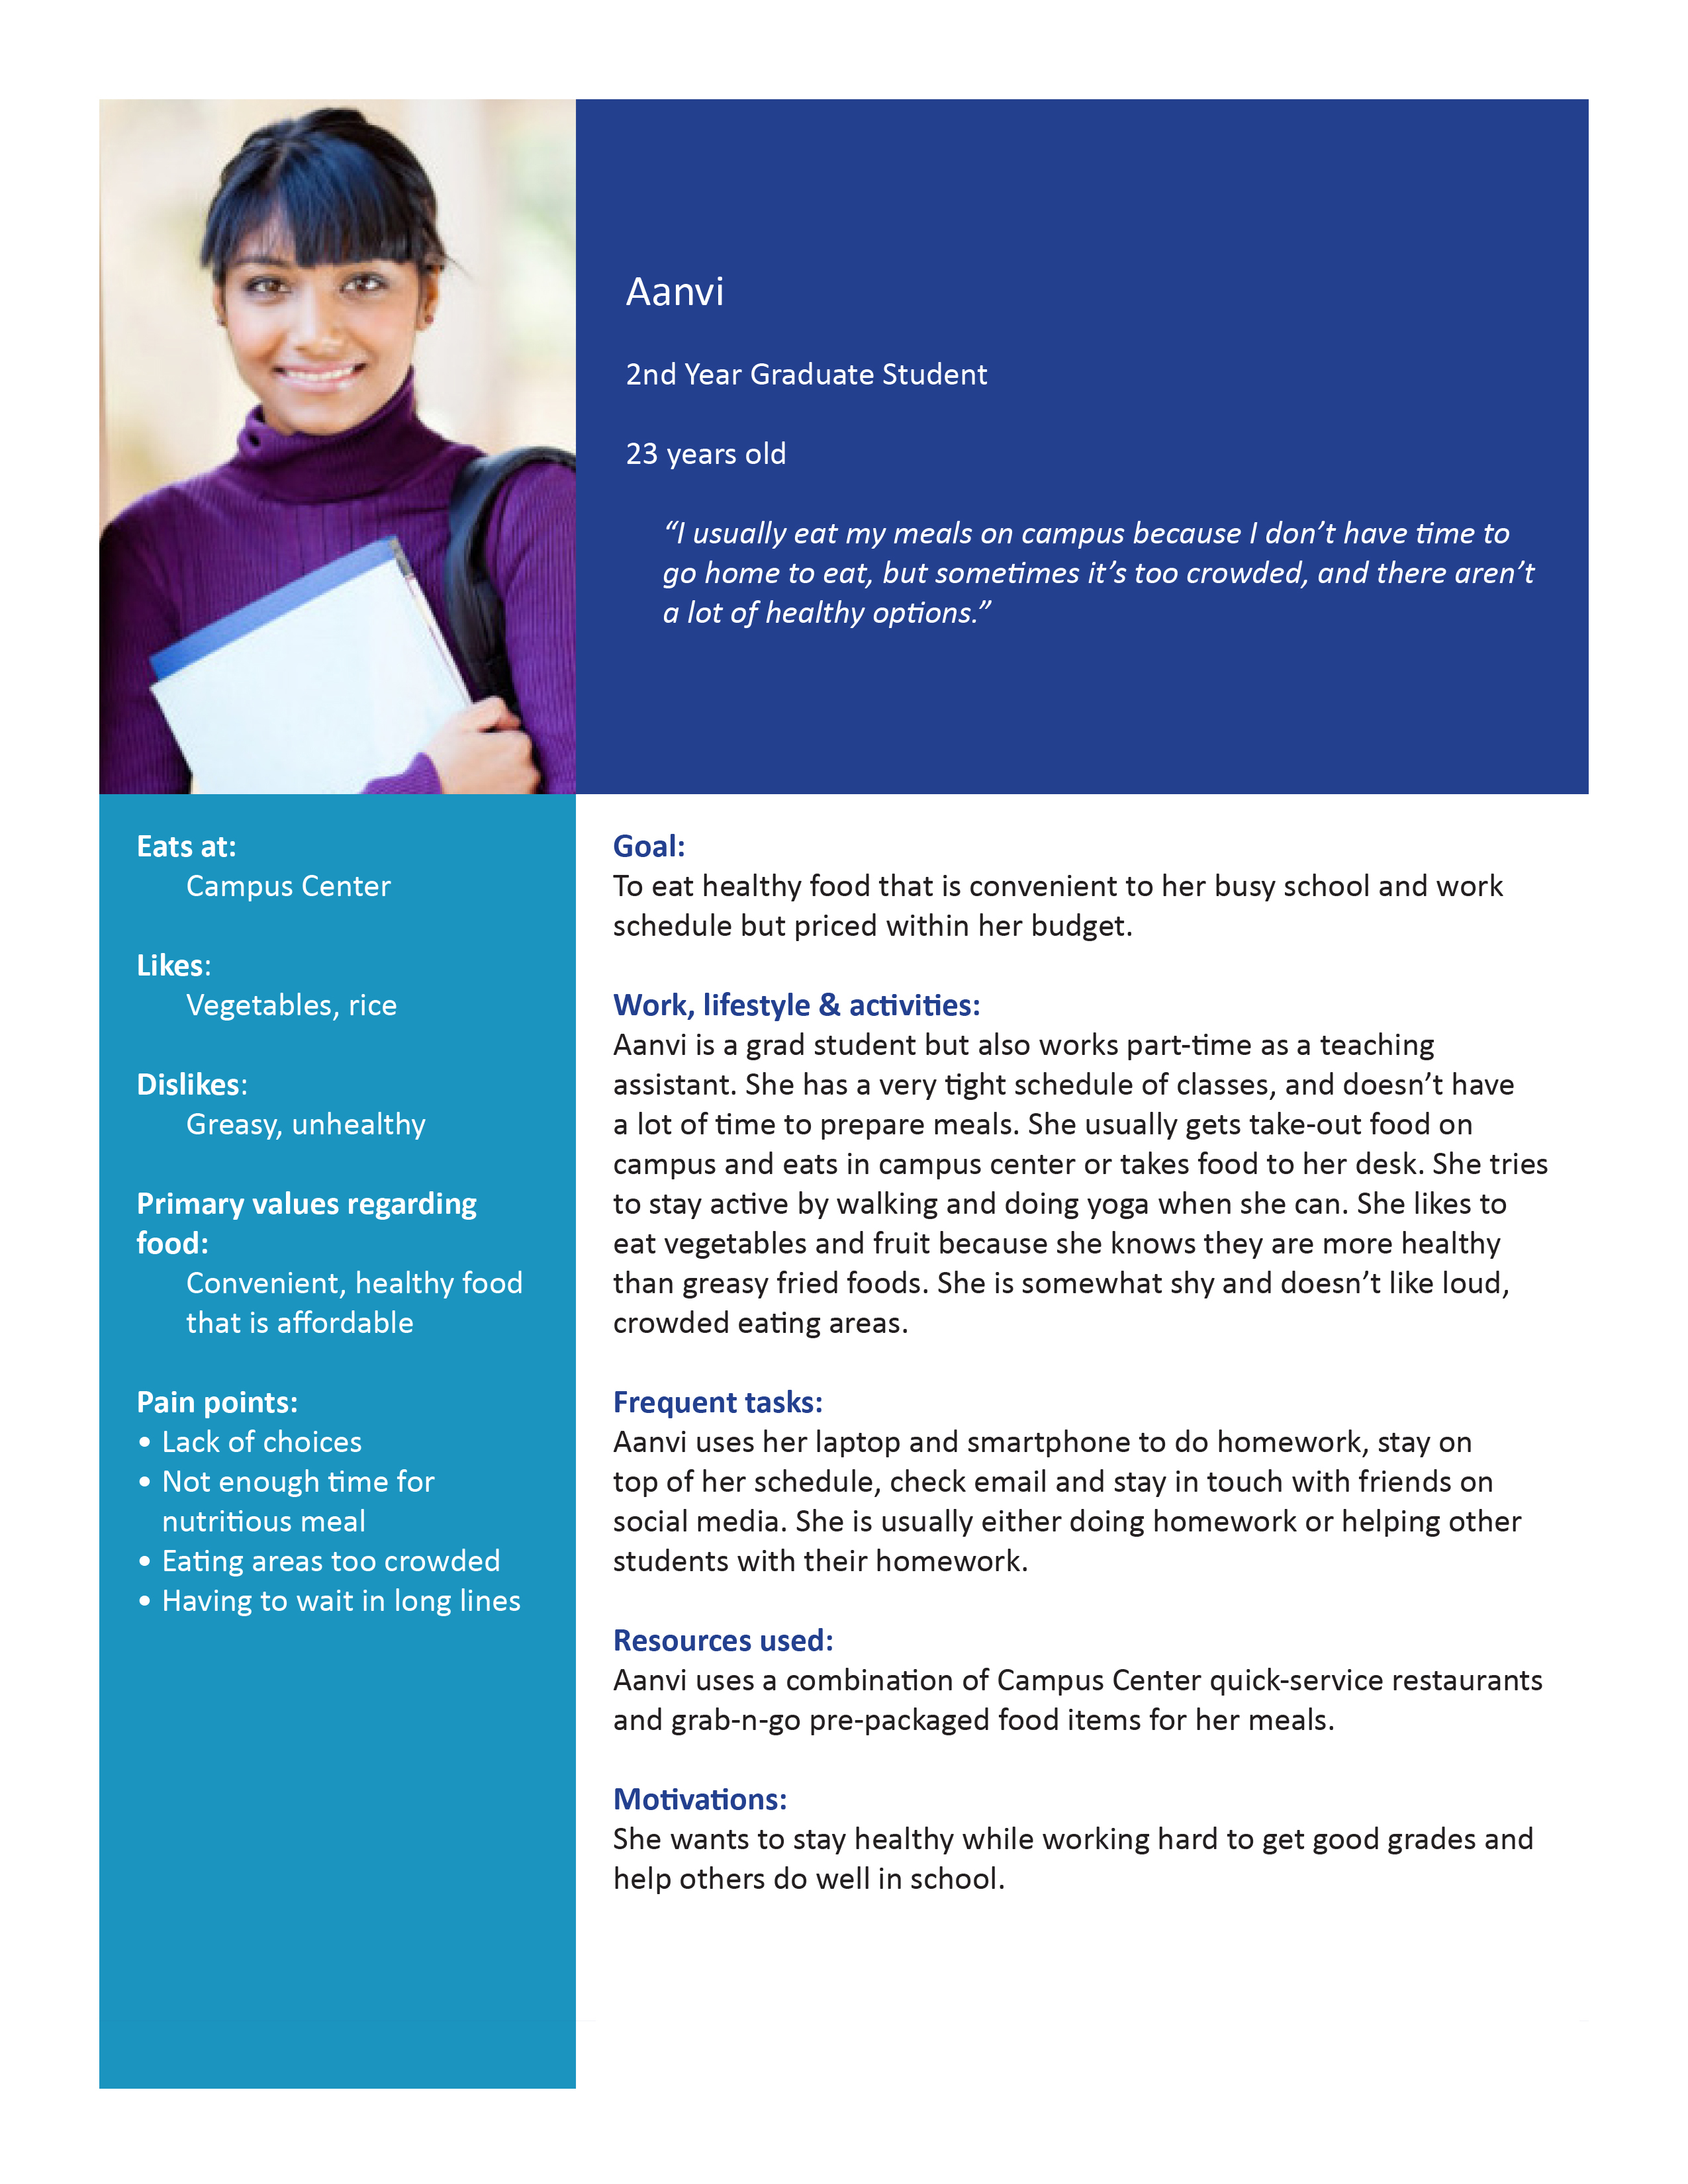 Aanvi
2nd Year Graduate Student
23 years old
“I usually eat my meals on campus because I don’t have time to
go home to eat, but sometimes it’s too crowded, and there aren’t
a lot of healthy options.”
Eats at:
Campus Center
Likes:
Vegetables, rice
Dislikes:
Greasy, unhealthy
Primary values regarding
food:
Convenient, healthy food
that is affordable
Pain points:
• Lack of choices
• Not enough time for
nutritious meal
• Eating areas too crowded
• Having to wait in long lines
Goal:
To eat healthy food that is convenient to her busy school and work
schedule but priced within her budget.
Work, lifestyle & activities:
Aanvi is a grad student but also works part-time as a teaching
assistant. She has a very tight schedule of classes, and doesn’t have
a lot of time to prepare meals. She usually gets take-out food on
campus and eats in campus center or takes food to her desk. She tries
to stay active by walking and doing yoga when she can. She likes to
eat vegetables and fruit because she knows they are more healthy
than greasy fried foods. She is somewhat shy and doesn’t like loud,
crowded eating areas.
Frequent tasks:
Aanvi uses her laptop and smartphone to do homework, stay on
top of her schedule, check email and stay in touch with friends on
social media. She is usually either doing homework or helping other
students with their homework.
Resources used:
Aanvi uses a combination of Campus Center quick-service restaurants
and grab-n-go pre-packaged food items for her meals.
Motivations:
She wants to stay healthy while working hard to get good grades and
help others do well in school.